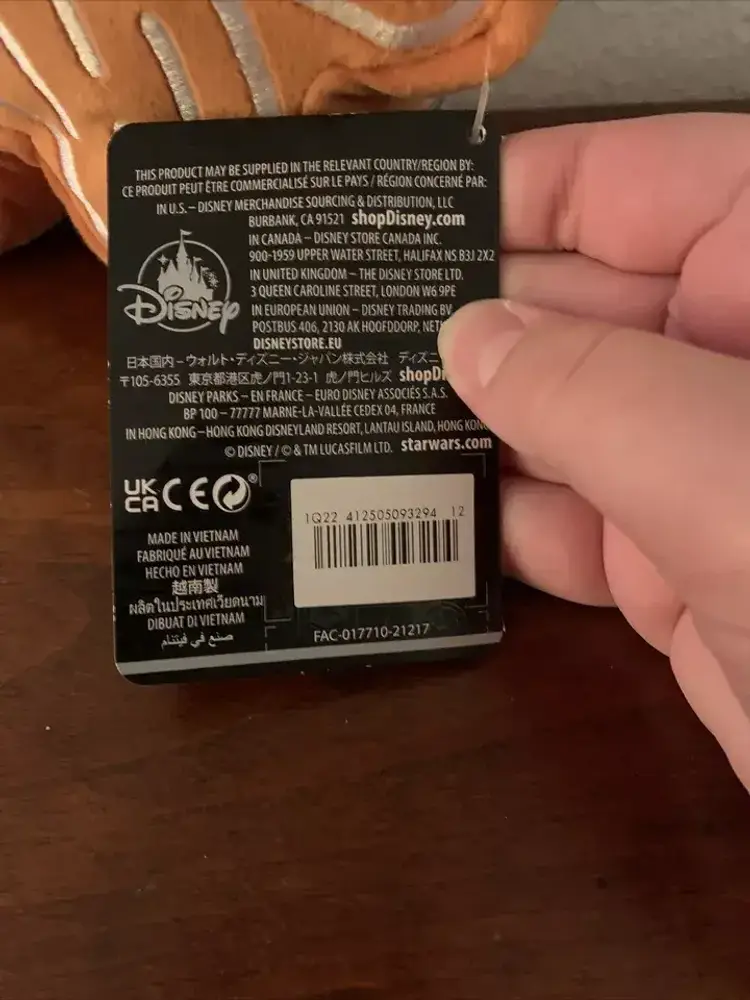 THIS PRODUCT MAY BE SUPPLIED IN THE RELEVANT COUNTRY/REGION BY:
CE PRODUIT PEUT ÊTRE COMMERCIALISÉ SUR LE PAYS / RÉGION CONCERNÉ PAR:
IN U.S. – DISNEY MERCHANDISE SOURCING & DISTRIBUTION, LLC
BURBANK, CA 91521 shopDisney.com
IN CANADA – DISNEY STORE CANADA INC.
900-1959 UPPER WATER STREET, HALIFAX NS B3J 2X2
IN UNITED KINGDOM – THE DISNEY STORE LTD.
3 QUEEN CAROLINE STREET, LONDON W6 9PE
Disney
IN EUROPEAN UNION – DISNEY TRADING BV
POSTBUS 406, 2130 AK HOOFDDORP,
DISNEYSTORE.EU
日本国内 – ウォルト・ディズニー・ジャパン株式会社
〒105-6355 東京都港区虎ノ門1-23-1 虎ノ門ヒルズ
DISNEY PARKS – EN FRANCE – EURO DISNEY ASSOCIÉS S.A.S.
BP 100 – 77777 MARNE-LA-VALLÉE CEDEX 04, FRANCE
IN HONG KONG – HONG KONG DISNEYLAND RESORT, LANTAU ISLAND, HONG KONG
© DISNEY / © & TM LUCASFILM LTD. starwars.com
UK
CA CE ®
1Q22 412505093294 12
MADE IN VIETNAM
FABRIQUÉ AU VIETNAM
HECHO EN VIETNAM
越南製
ผลิตในประเทศเวียดนาม
DIBUAT DI VIETNAM
صنع في فيتنام
FAC-017710-21217